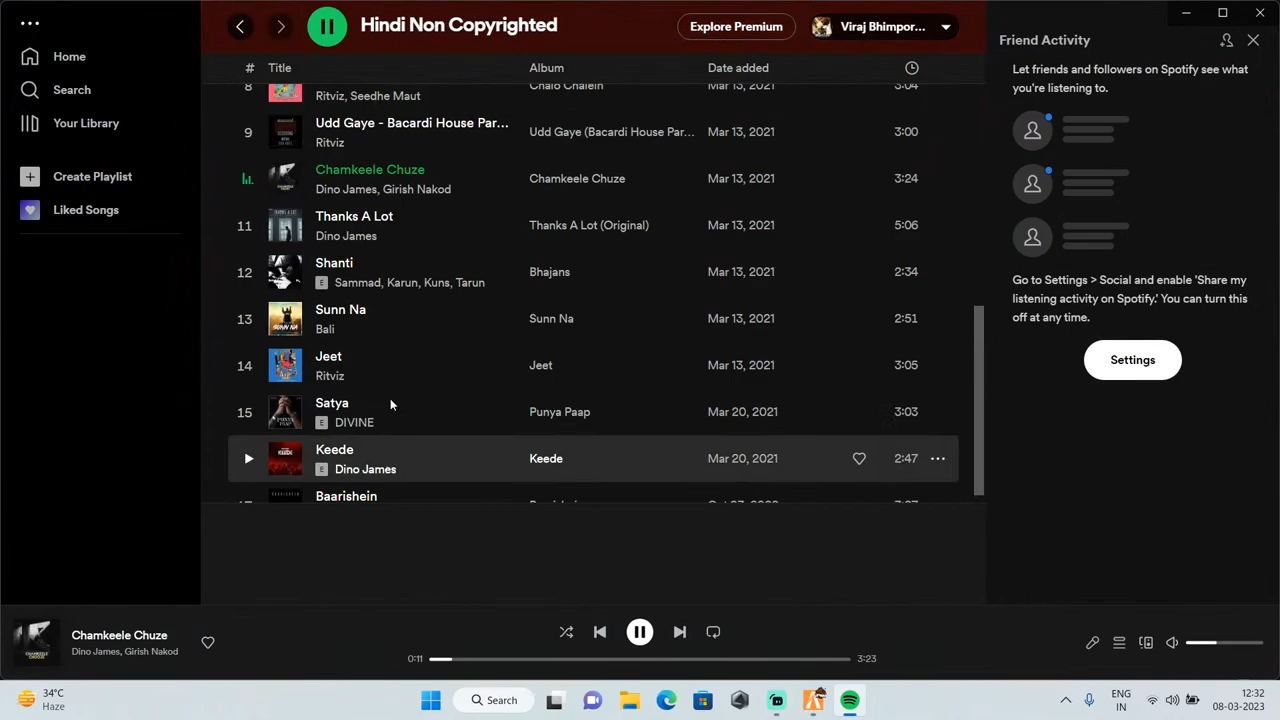 Hindi Non Copyrighted
Explore Premium
Viraj Bhimpor...
Friend Activity
Home
Search
Your Library
Create Playlist
Liked Songs
# Title Album Date added
8 Ritviz, Seedhe Maut Chalo Chalein Mar 13, 2021 3:04
Udd Gaye - Bacardi House Par...
9 Udd Gaye (Bacardi House Par... Mar 13, 2021 3:00
Ritviz
Chamkeele Chuze
Chamkeele Chuze Mar 13, 2021 3:24
Dino James, Girish Nakod
Thanks A Lot
11 Thanks A Lot (Original) Mar 13, 2021 5:06
Dino James
Shanti
12 Bhajans Mar 13, 2021 2:34
E Sammad, Karun, Kuns, Tarun
Sunn Na
13 Sunn Na Mar 13, 2021 2:51
Bali
Jeet
14 Jeet Mar 13, 2021 3:05
Ritviz
Satya
15 Punya Paap Mar 20, 2021 3:03
E DIVINE
Keede
Keede Mar 20, 2021 2:47
E Dino James
Baarishein
Let friends and followers on Spotify see what
you're listening to.
Go to Settings > Social and enable 'Share my
listening activity on Spotify.' You can turn this
off at any time.
Settings
Chamkeele Chuze
Dino James, Girish Nakod
0:11 3:23
34°C
Haze
Search
ENG
IN
12:32
08-03-2023